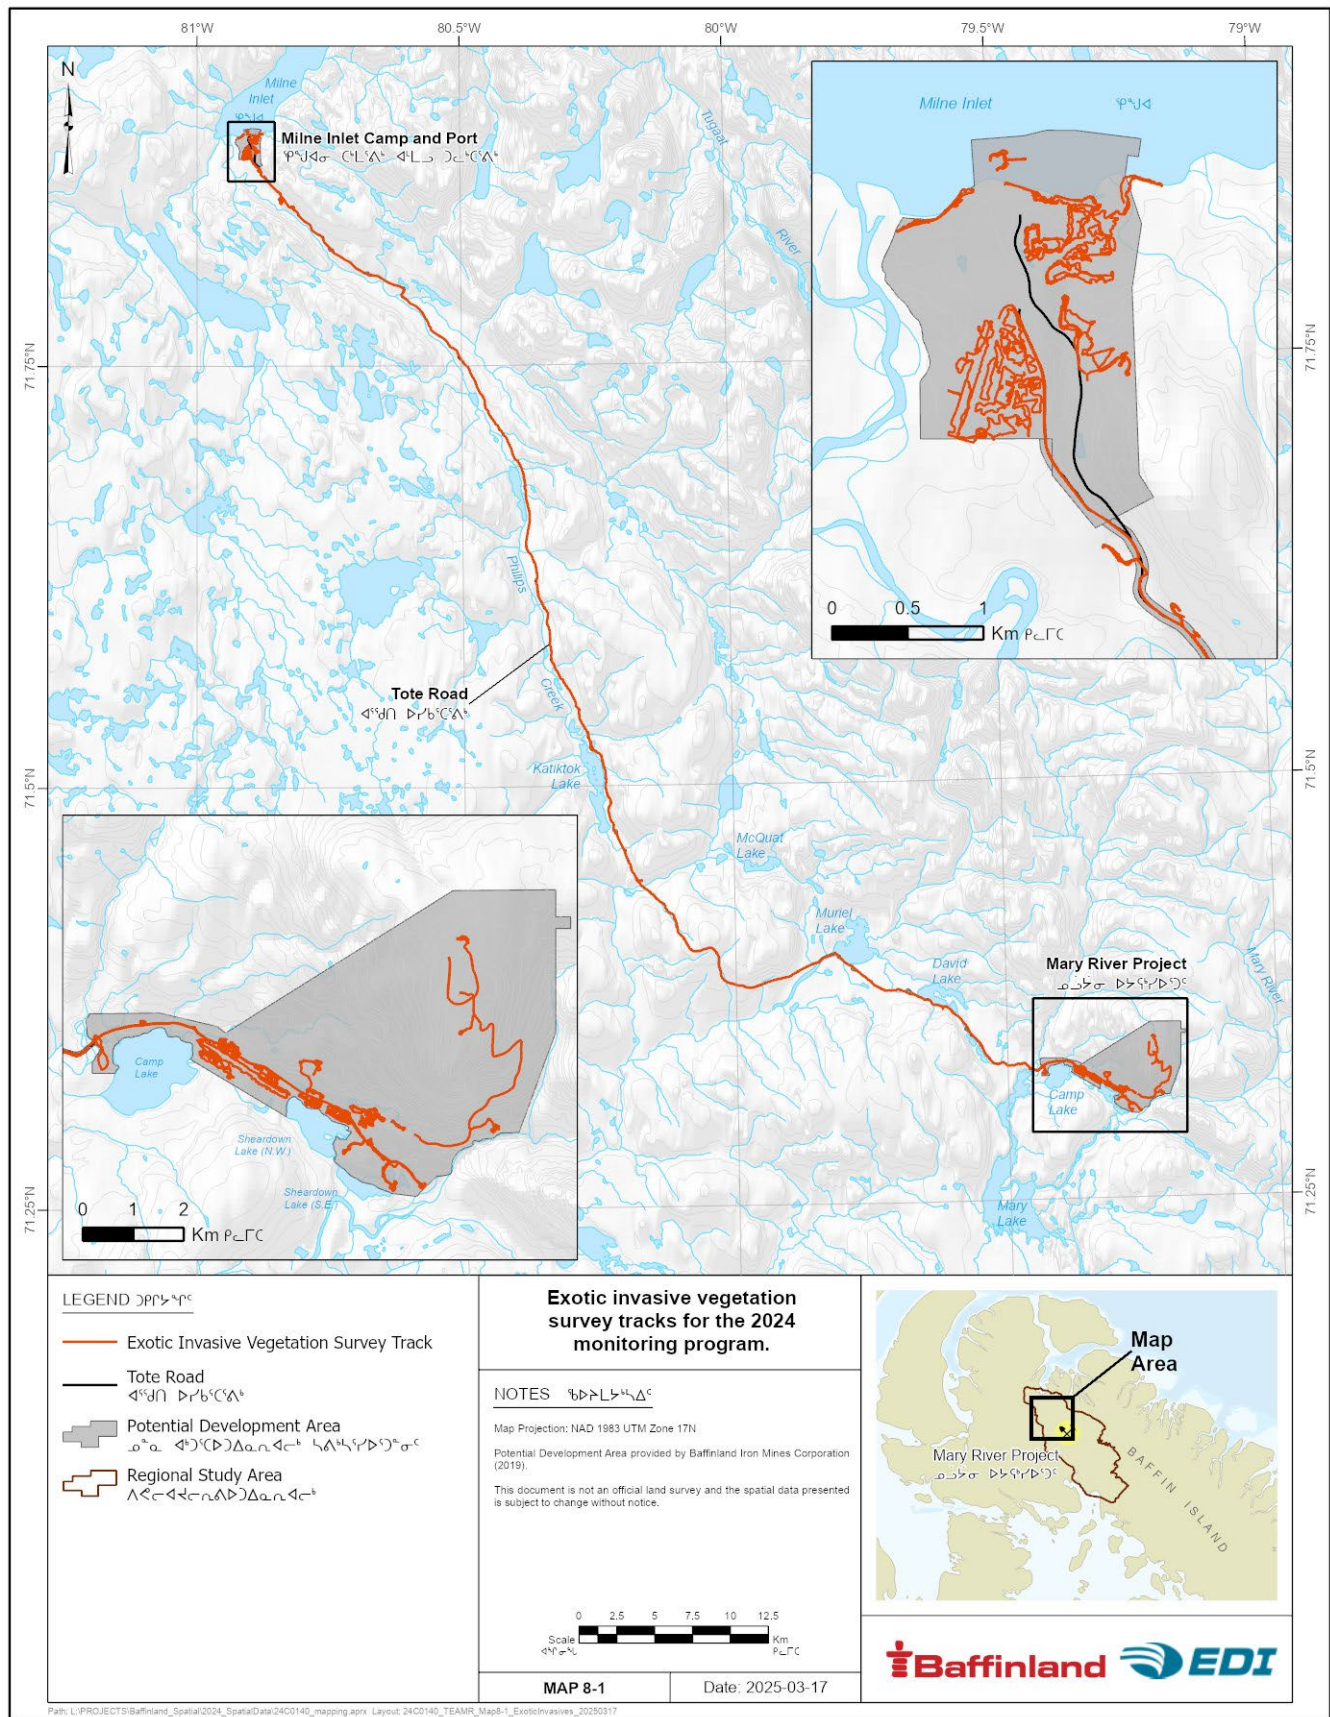 81°W
80.5°W
80°W
79.5°W
79°W
N
Milne
Inlet
ᕿᙳᐊ
Milne Inlet Camp and Port
Tugaat
River
Milne Inlet
ᕿᙳᐊ
71.75°N
71.75°N
0 0.5 1
Km ᑭᓚᒥᑕ
Philips
Creek
Tote Road
Katiktok
Lake
71.5°N
71.5°N
McQuat
Lake
Muriel
Lake
David
Lake
Mary River
Mary River Project
Camp
Lake
Mary
Lake
Camp
Lake
Sheardown
Lake (N.W.)
Sheardown
Lake (S.E.)
0 1 2
Km ᑭᓚᒥᑕ
71.25°N
71.25°N
LEGEND
Exotic Invasive Vegetation Survey Track
Tote Road
Potential Development Area
Regional Study Area
Exotic invasive vegetation
survey tracks for the 2024
monitoring program.
NOTES
Map Projection: NAD 1983 UTM Zone 17N
Potential Development Area provided by Baffinland Iron Mines Corporation
(2019).
This document is not an official land survey and the spatial data presented
is subject to change without notice.
0 2.5 5 7.5 10 12.5
Scale
Km
ᑭᓚᒥᑕ
MAP 8-1
Date: 2025-03-17
Map
Area
Mary River Project
BAFFIN ISLAND
Baffinland
EDI
Path: L:\PROJECTS\Baffinland_Spatial\2024_SpatialData\24C0140_mapping.aprx Layout: 24C0140_TEAMR_Map8-1_ExoticInvasives_20250317